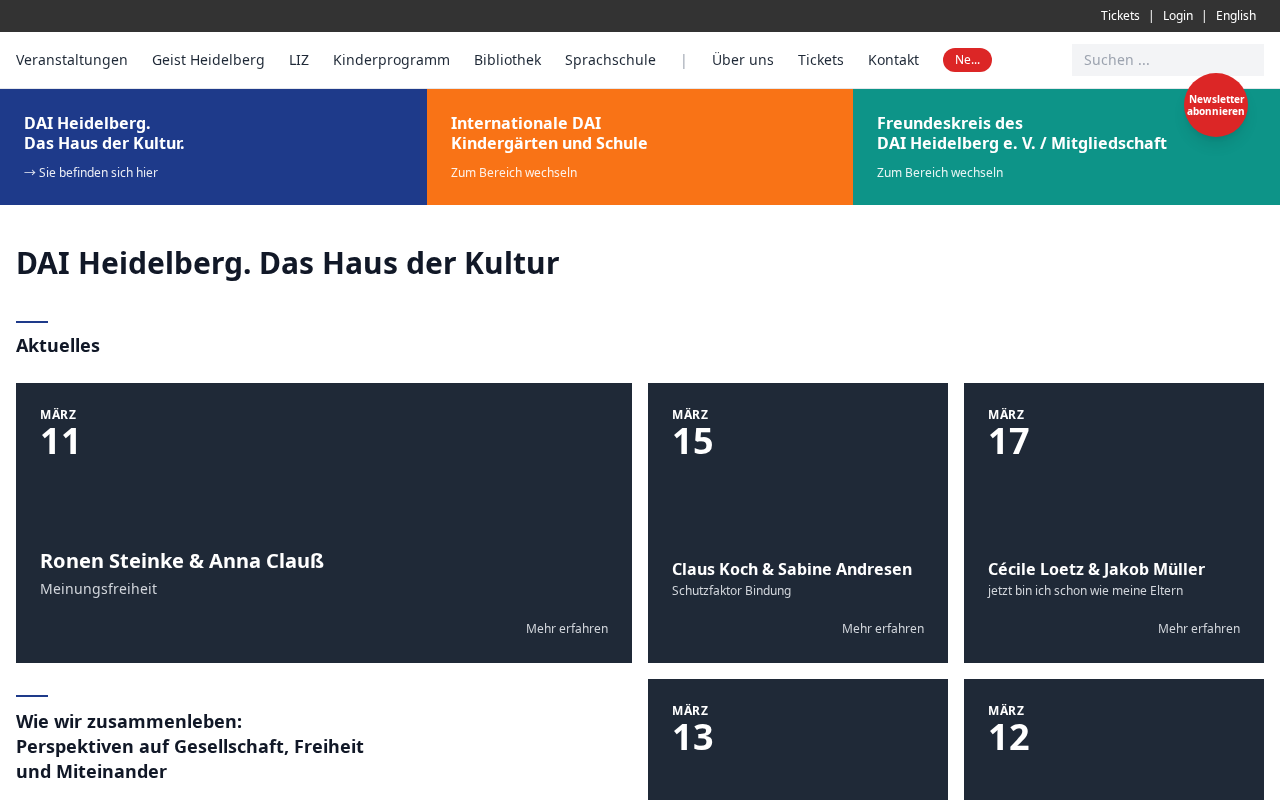 Tickets | Login | English
Veranstaltungen Geist Heidelberg LIZ Kinderprogramm Bibliothek Sprachschule | Über uns Tickets Kontakt Ne... Suchen ...
Newsletter
abonnieren
DAI Heidelberg.
Das Haus der Kultur.
→ Sie befinden sich hier
Internationale DAI
Kindergärten und Schule
Zum Bereich wechseln
Freundeskreis des
DAI Heidelberg e. V. / Mitgliedschaft
Zum Bereich wechseln
DAI Heidelberg. Das Haus der Kultur
Aktuelles
MÄRZ
11
Ronen Steinke & Anna Clauß
Meinungsfreiheit
Mehr erfahren
MÄRZ
15
Claus Koch & Sabine Andresen
Schutzfaktor Bindung
Mehr erfahren
MÄRZ
17
Cécile Loetz & Jakob Müller
jetzt bin ich schon wie meine Eltern
Mehr erfahren
Wie wir zusammenleben:
Perspektiven auf Gesellschaft, Freiheit
und Miteinander
MÄRZ
13
MÄRZ
12